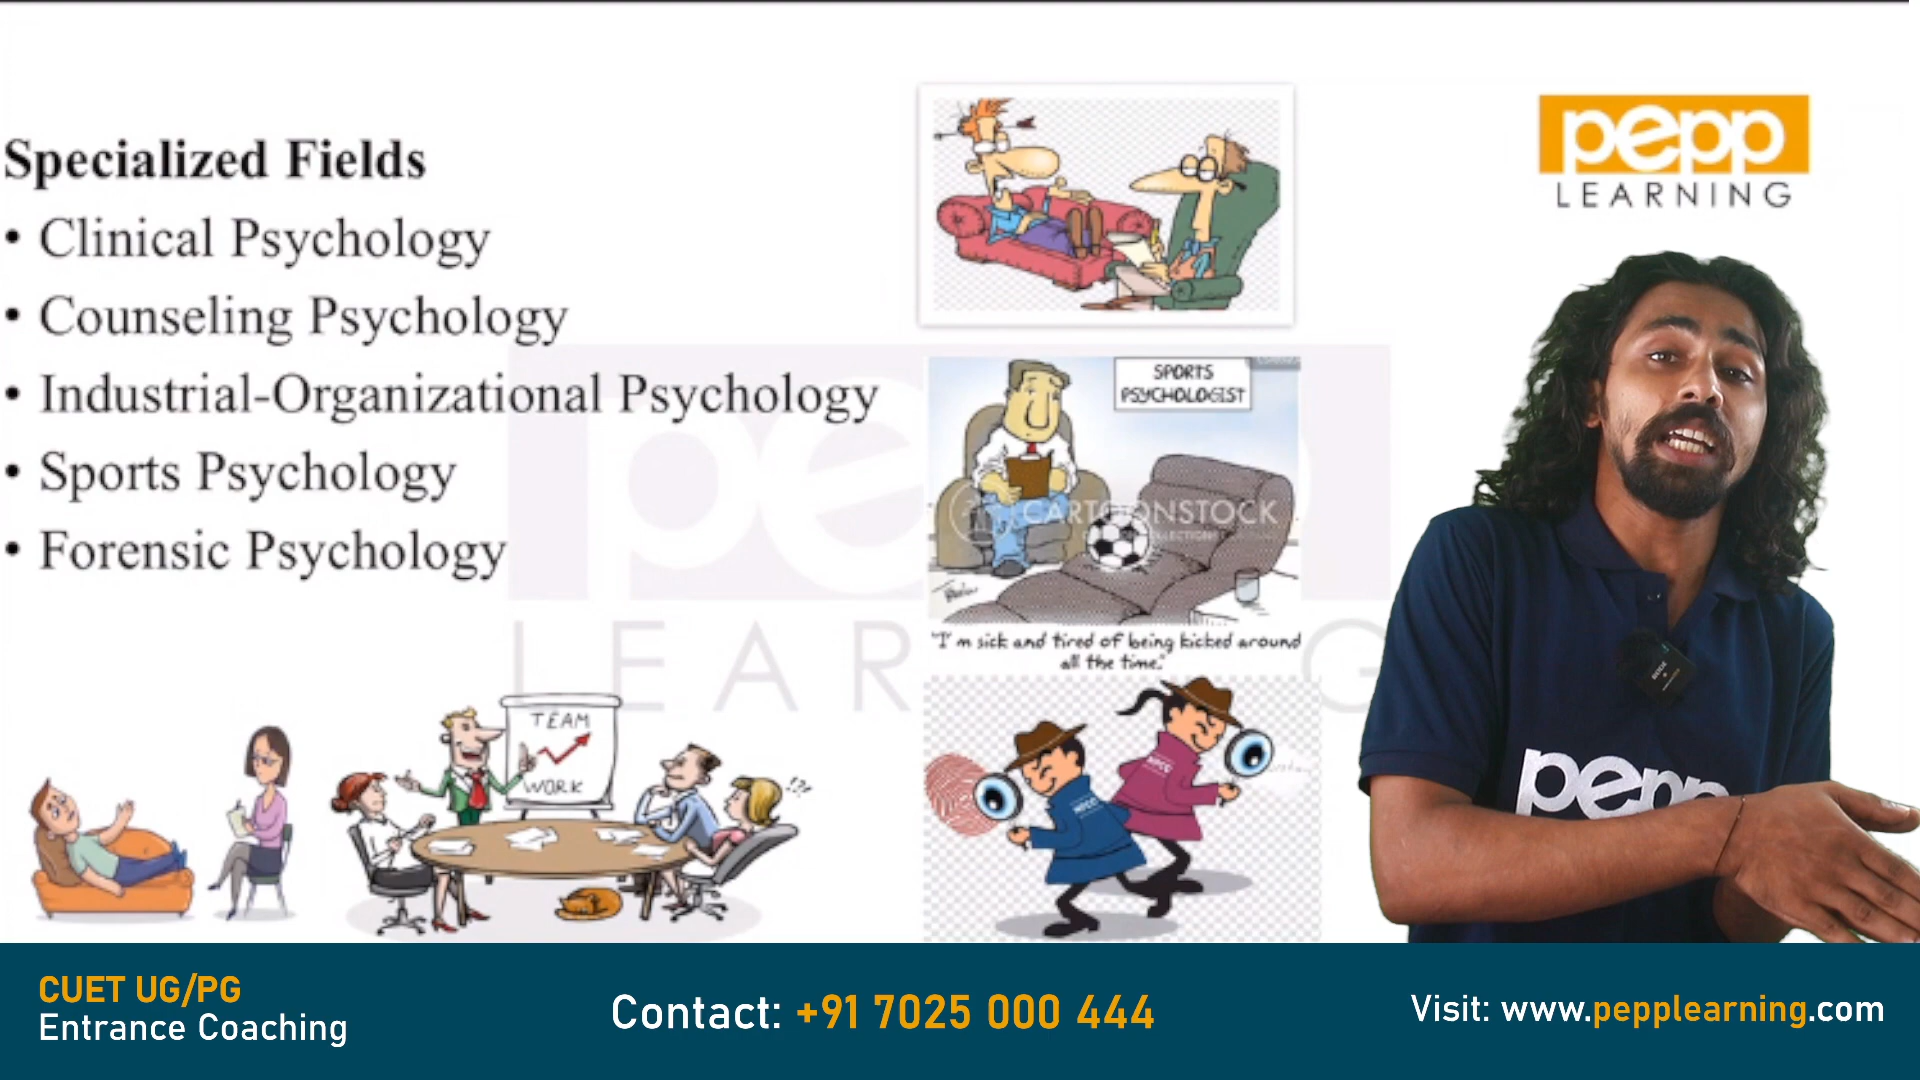 Specialized Fields
• Clinical Psychology
• Counseling Psychology
• Industrial-Organizational Psychology
• Sports Psychology
• Forensic Psychology
pepp
LEARNING
SPORTS
PSYCHOLOGIST
CARTOONSTOCK
"I'm sick and tired of being kicked around
all the time."
TEAM
WORK
!?
LEARNING
CUET UG/PG
Entrance Coaching
Contact: +91 7025 000 444
Visit: www.pepplearning.com